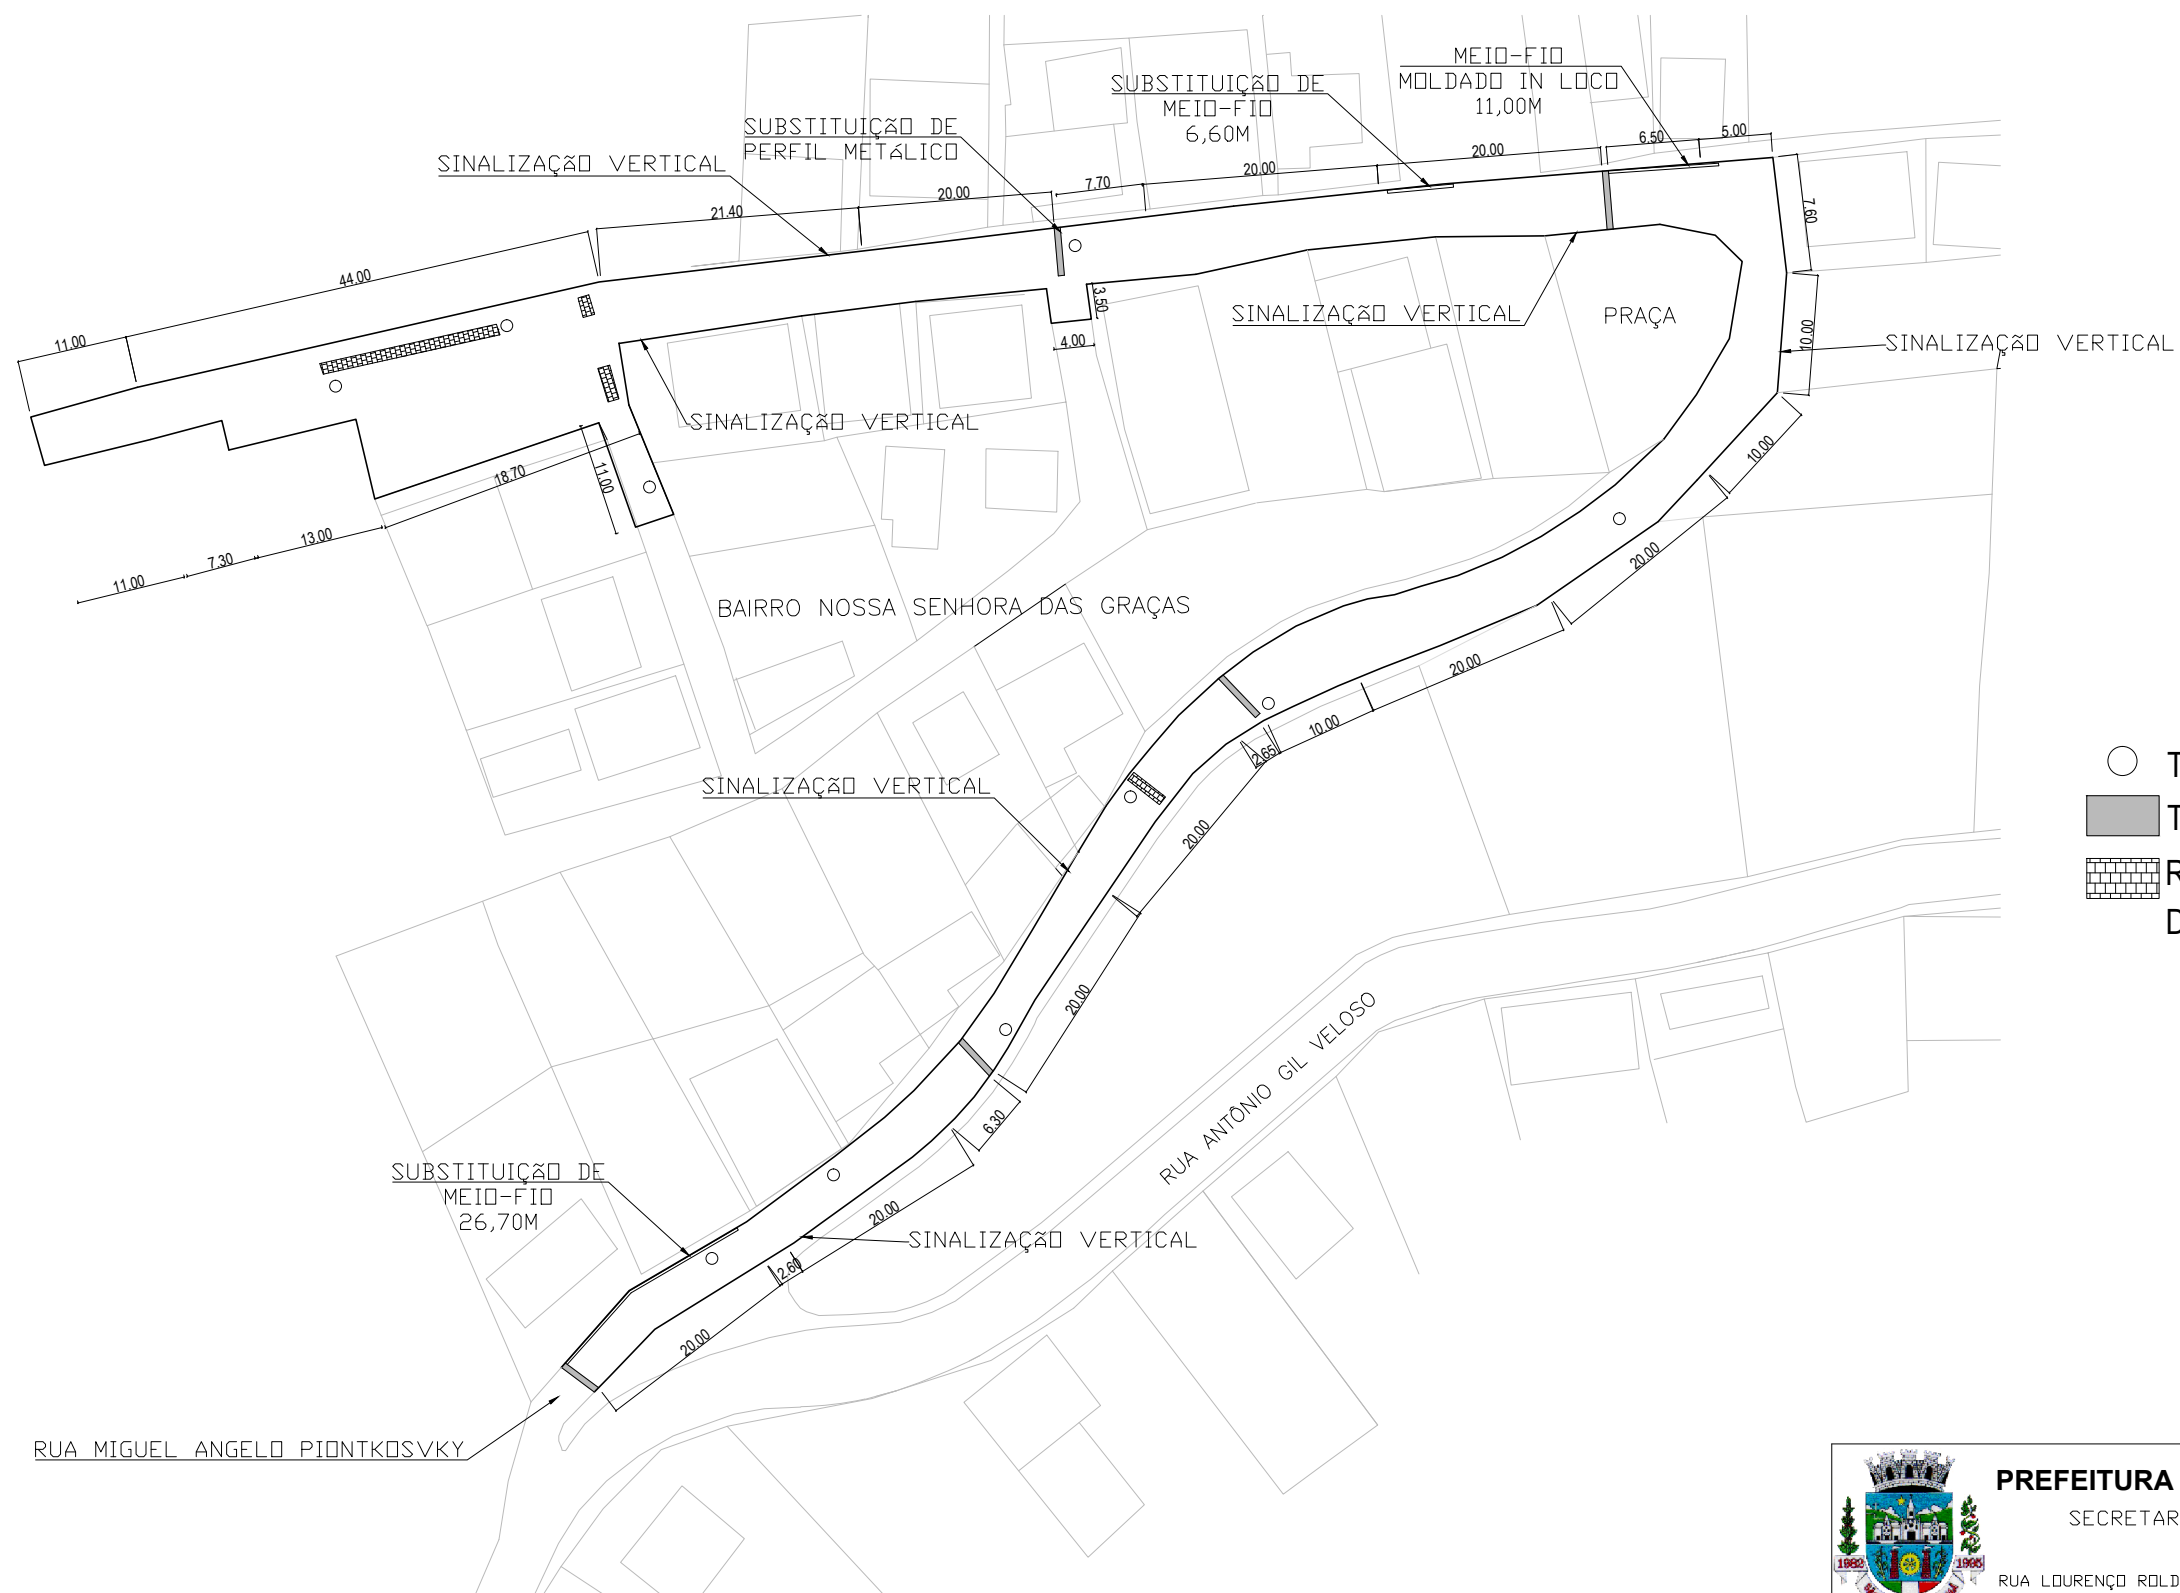 MEIO-FIO
MOLDADO IN LOCO
11,00M
SUBSTITUIÇÃO DE
MEIO-FIO
6,60M
SUBSTITUIÇÃO DE
PERFIL METÁLICO
SINALIZAÇÃO VERTICAL
5.00
6.50
20.00
20.00
7.70
20.00
21.40
44.00
11.00
7.60
3.50
4.00
10.00
SINALIZAÇÃO VERTICAL
PRAÇA
SINALIZAÇÃO VERTICAL
SINALIZAÇÃO VERTICAL
10.00
18.70
11.00
13.00
7.30
11.00
20.00
BAIRRO NOSSA SENHORA DAS GRAÇAS
20.00
10.00
2.65
T
T
R
D
SINALIZAÇÃO VERTICAL
20.00
20.00
RUA ANTÔNIO GIL VELOSO
6.30
SUBSTITUIÇÃO DE
MEIO-FIO
26,70M
20.00
SINALIZAÇÃO VERTICAL
2.60
20.00
RUA MIGUEL ANGELO PIONTKOSVKY
PREFEITURA
SECRETAR
1982 1995
RUA LOURENÇO ROLD